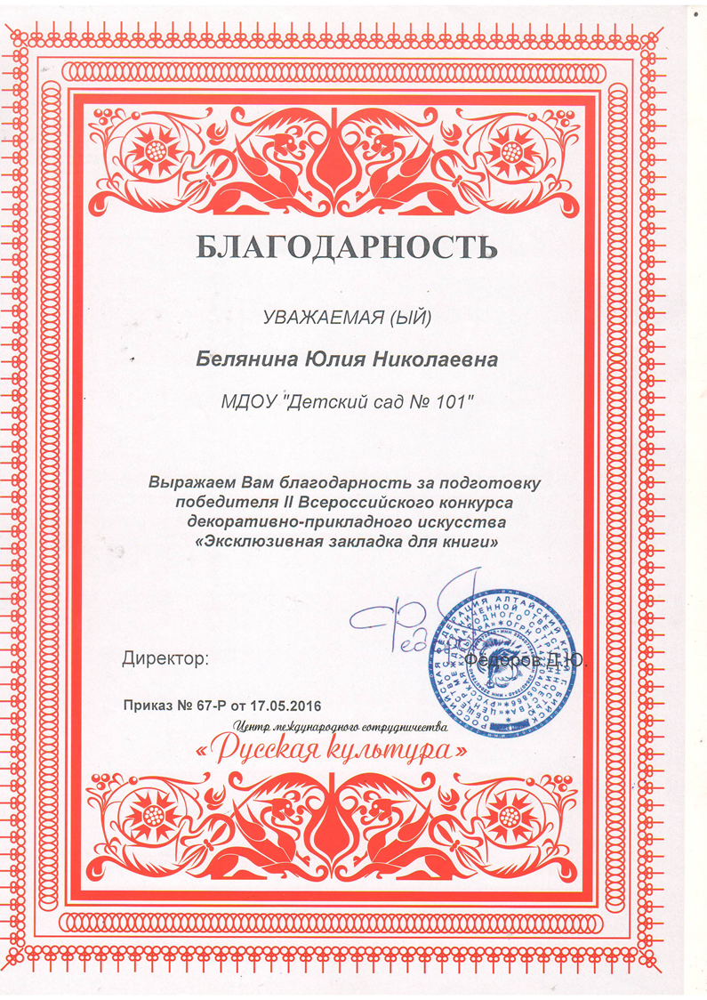 БЛАГОДАРНОСТЬ
УВАЖАЕМАЯ (ЫЙ)
Белянина Юлия Николаевна
МДОУ "Детский сад № 101"
Выражаем Вам благодарность за подготовку
победителя II Всероссийского конкурса
декоративно-прикладного искусства
«Эксклюзивная закладка для книги»
Директор:
Фёдоров Д.Ю.
Приказ № 67-Р от 17.05.2016
Центр международного сотрудничества
«Русская культура»